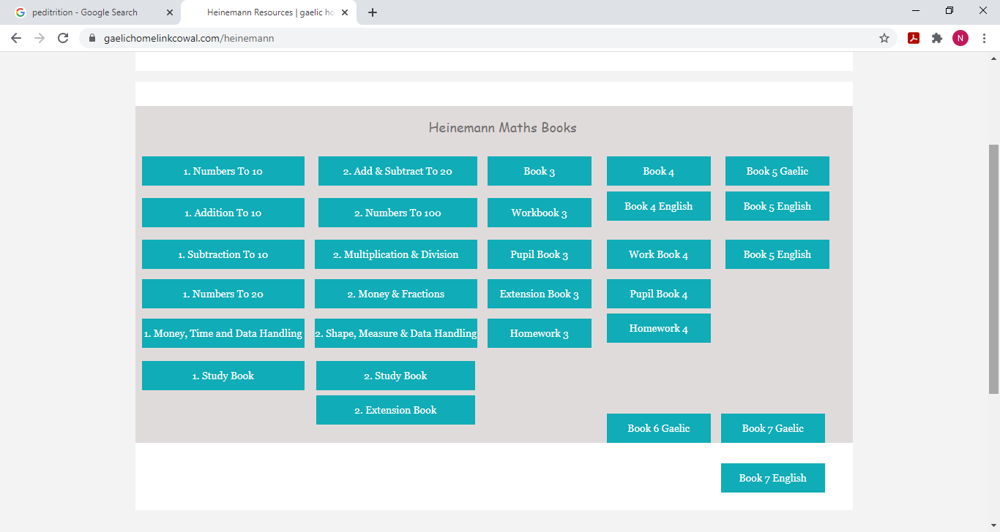 peditrition - Google Search
Heinemann Resources | gaelic ho
gaelichomelinkcowal.com/heinemann
N
Heinemann Maths Books
1. Numbers To 10
2. Add & Subtract To 20
Book 3
Book 4
Book 5 Gaelic
Book 4 English
Book 5 English
1. Addition To 10
2. Numbers To 100
Workbook 3
1. Subtraction To 10
2. Multiplication & Division
Pupil Book 3
Work Book 4
Book 5 English
1. Numbers To 20
2. Money & Fractions
Extension Book 3
Pupil Book 4
1. Money, Time and Data Handling
2. Shape, Measure & Data Handling
Homework 3
Homework 4
1. Study Book
2. Study Book
2. Extension Book
Book 6 Gaelic
Book 7 Gaelic
Book 7 English